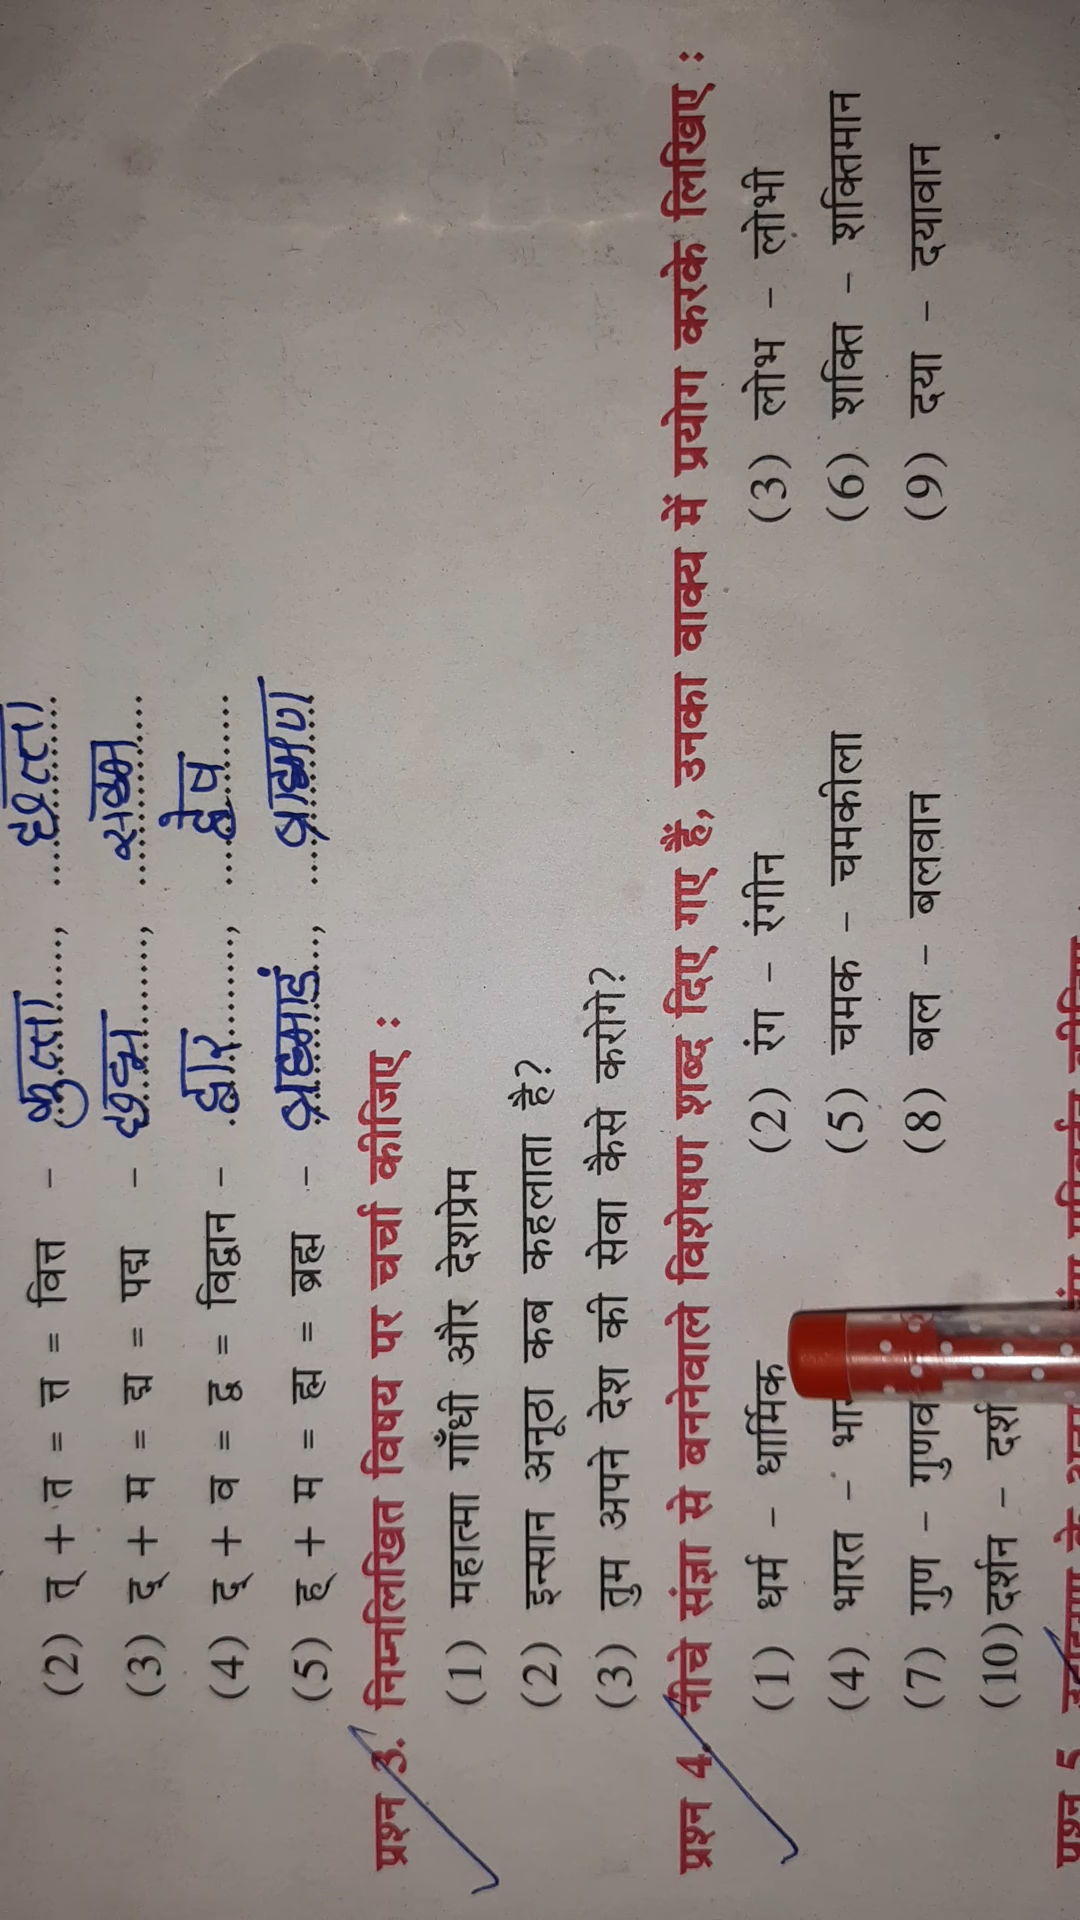 (2) त् + त = त्त = वित्त - कुत्ता......, ......छत्ता......
(3) द् + म = द्म = पद्म - छद्म........., ......सद्म......
(4) द् + व = द्व = विद्वान - .द्वार.........., ......द्वेष......
(5) ह् + म = ह्म = ब्रह्म - ब्रह्मांड..., ......ब्राह्मण
प्रश्न 3. निम्नलिखित विषय पर चर्चा कीजिए :
(1) महात्मा गाँधी और देशप्रेम
(2) इन्सान अनूठा कब कहलाता है?
(3) तुम अपने देश की सेवा कैसे करोगे?
प्रश्न 4. नीचे संज्ञा से बननेवाले विशेषण शब्द दिए गए हैं, उनका वाक्य में प्रयोग करके लिखिए :
(1) धर्म - धार्मिक (2) रंग - रंगीन (3) लोभ - लोभी
(4) भारत - (5) चमक - चमकीला (6) शक्ति - शक्तिमान
(7) गुण - (8) बल - बलवान (9) दया - दयावान
(10) दर्शन -
प्रश्न 5